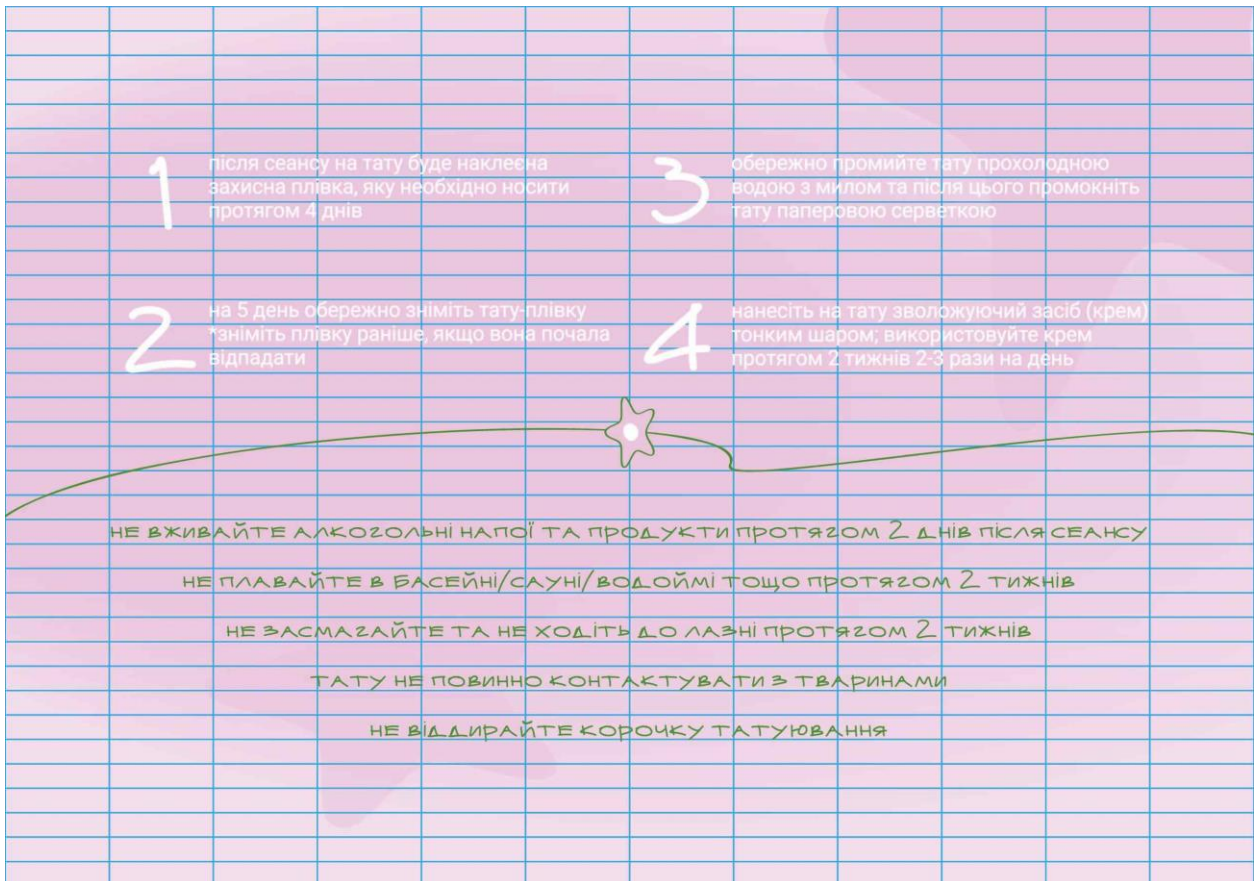 1
після сеансу на тату буде наклеєна
захисна плівка, яку необхідно носити
протягом 4 днів
2
на 5 день обережно зніміть тату-плівку
*зніміть плівку раніше, якщо вона почала
відпадати
3
обережно промийте тату прохолодною
водою з милом та після цього промокніть
тату паперовою серветкою
4
нанесіть на тату зволожуючий засіб (крем)
тонким шаром; використовуйте крем
протягом 2 тижнів 2-3 рази на день
НЕ ВЖИВАЙТЕ АЛКОГОЛЬНІ НАПОЇ ТА ПРОДУКТИ ПРОТЯГОМ 2 ДНІВ ПІСЛЯ СЕАНСУ
НЕ ПЛАВАЙТЕ В БАСЕЙНІ/САУНІ/ВОДОЙМІ ТОЩО ПРОТЯГОМ 2 ТИЖНІВ
НЕ ЗАСМАГАЙТЕ ТА НЕ ХОДІТЬ ДО ЛАЗНІ ПРОТЯГОМ 2 ТИЖНІВ
ТАТУ НЕ ПОВИННО КОНТАКТУВАТИ З ТВАРИНАМИ
НЕ ВІДДИРАЙТЕ КОРОЧКУ ТАТУЮВАННЯ